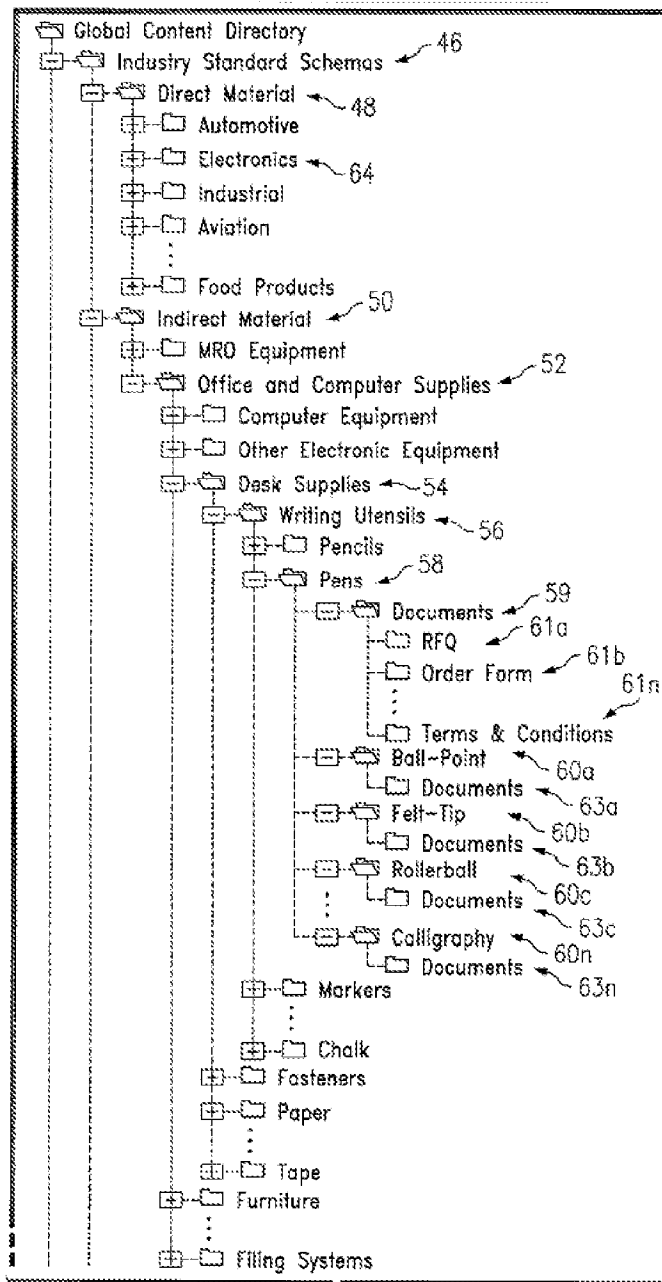 Global Content Directory
Industry Standard Schemas 46
Direct Material 48
Automotive
Electronics 64
Industrial
Aviation
Food Products
Indirect Material 50
MRO Equipment
Office and Computer Supplies 52
Computer Equipment
Other Electronic Equipment
Desk Supplies 54
Writing Utensils 56
Pencils
Pens 58
Documents 59
RFQ 61a
Order Form 61b
Terms & Conditions 61n
Ball-Point 60a
Documents 63a
Felt-Tip 60b
Documents 63b
Rollerball 60c
Documents 63c
Calligraphy 60n
Documents 63n
Markers
Chalk
Fasteners
Paper
Tape
Furniture
Filing Systems